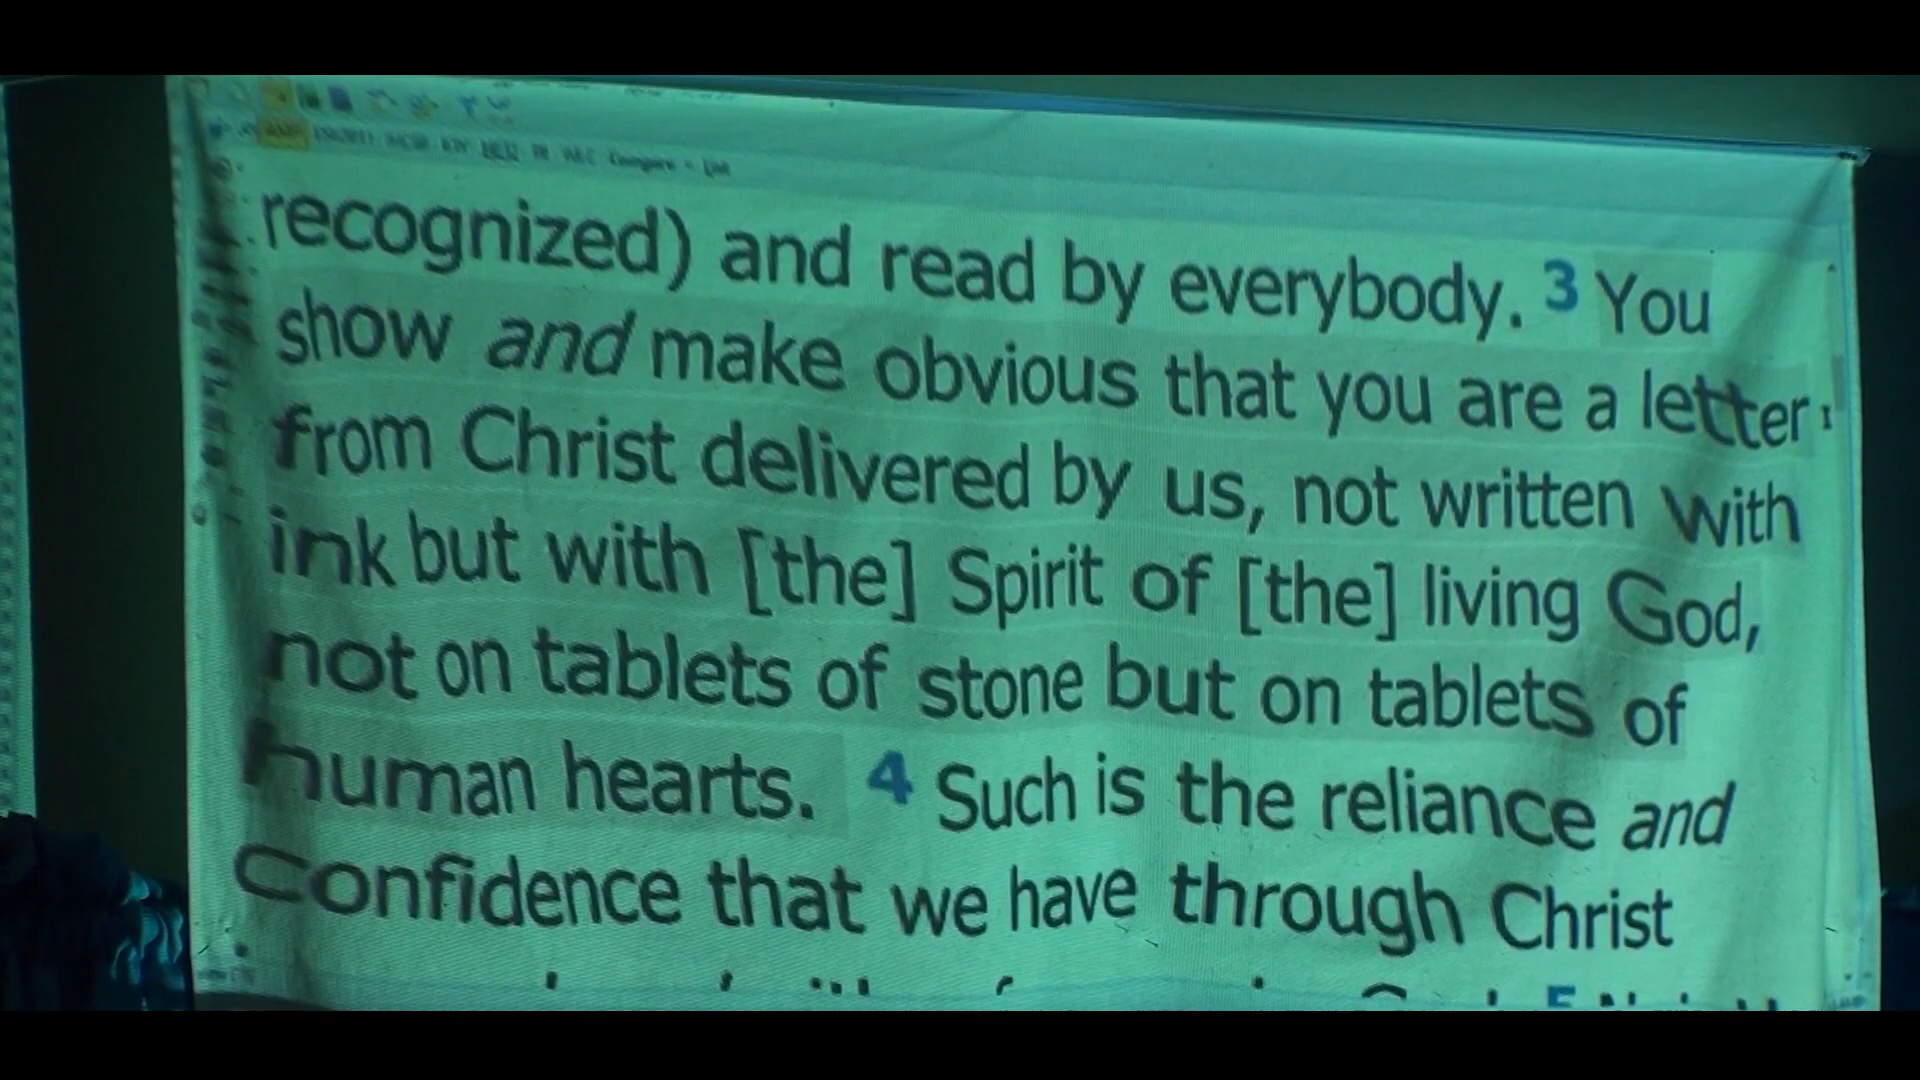 Compare
recognized) and read by everybody. 3 You
show and make obvious that you are a letter
from Christ delivered by us, not written with
ink but with [the] Spirit of [the] living God,
not on tablets of stone but on tablets of
human hearts. 4 Such is the reliance and
confidence that we have through Christ